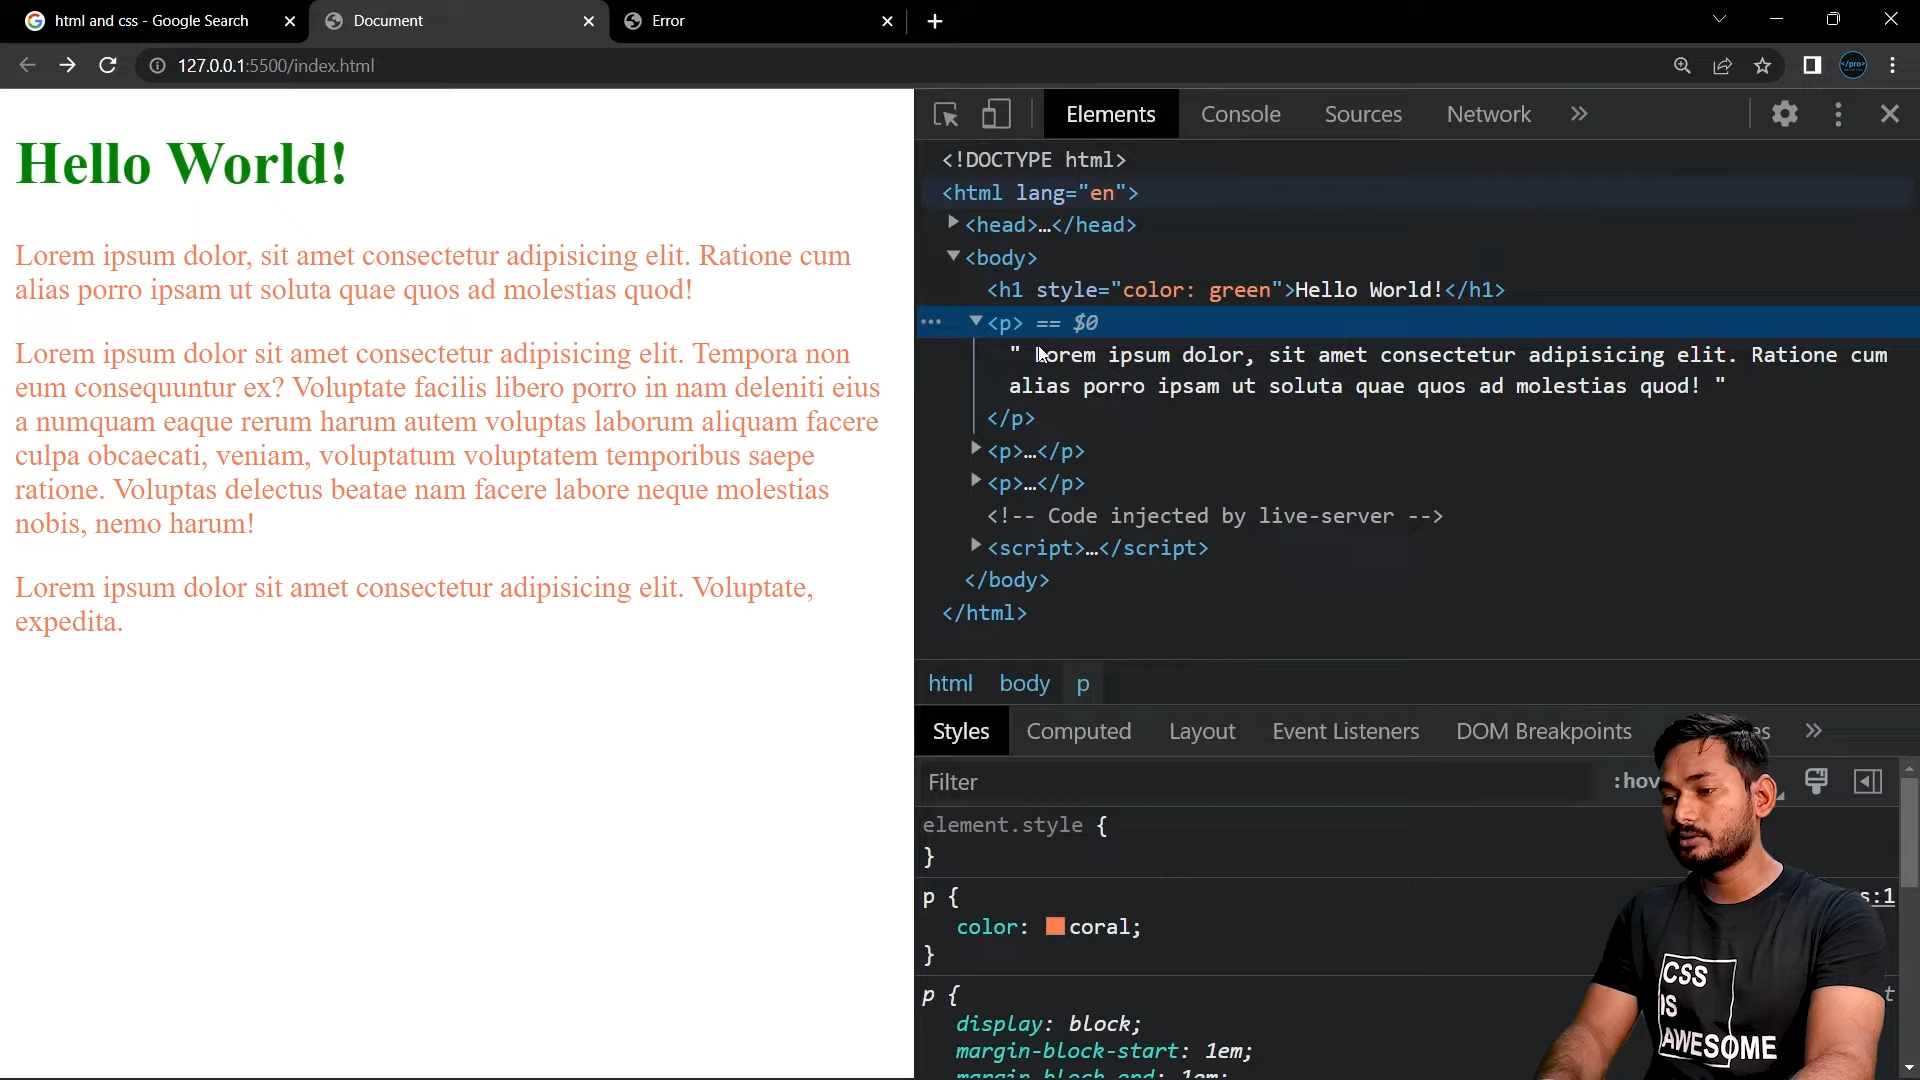 html and css - Google Search
Document
Error
127.0.0.1:5500/index.html
</pro>
Hello World!
Lorem ipsum dolor, sit amet consectetur adipisicing elit. Ratione cum
alias porro ipsam ut soluta quae quos ad molestias quod!
Lorem ipsum dolor sit amet consectetur adipisicing elit. Tempora non
eum consequuntur ex? Voluptate facilis libero porro in nam deleniti eius
a numquam eaque rerum harum autem voluptas laborum aliquam facere
culpa obcaecati, veniam, voluptatum voluptatem temporibus saepe
ratione. Voluptas delectus beatae nam facere labore neque molestias
nobis, nemo harum!
Lorem ipsum dolor sit amet consectetur adipisicing elit. Voluptate,
expedita.
Elements Console Sources Network
<!DOCTYPE html>
<html lang="en">
<head>…</head>
<body>
<h1 style="color: green">Hello World!</h1>
<p> == $0
" Lorem ipsum dolor, sit amet consectetur adipisicing elit. Ratione cum
alias porro ipsam ut soluta quae quos ad molestias quod! "
</p>
<p>…</p>
<p>…</p>
<!-- Code injected by live-server -->
<script>…</script>
</body>
</html>
html body p
Styles Computed Layout Event Listeners DOM Breakpoints
Filter
:hov
element.style {
}
p {
s:1
color: coral;
}
p {
display: block;
margin-block-start: 1em;
margin-block-end: 1em;
CSS
IS
AWESOME